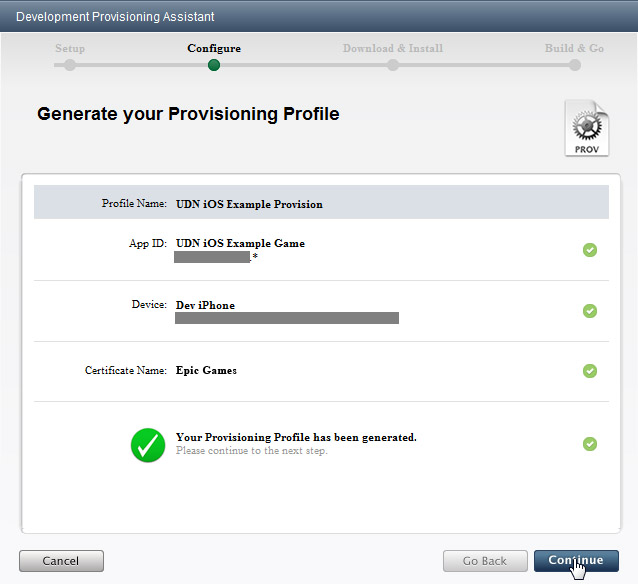 Development Provisioning Assistant
Setup
Configure
Download & Install
Build & Go
Generate your Provisioning Profile
PROV
Profile Name: UDN iOS Example Provision
App ID: UDN iOS Example Game
.*
Device: Dev iPhone
Certificate Name: Epic Games
Your Provisioning Profile has been generated.
Please continue to the next step.
Cancel
Go Back
Continue